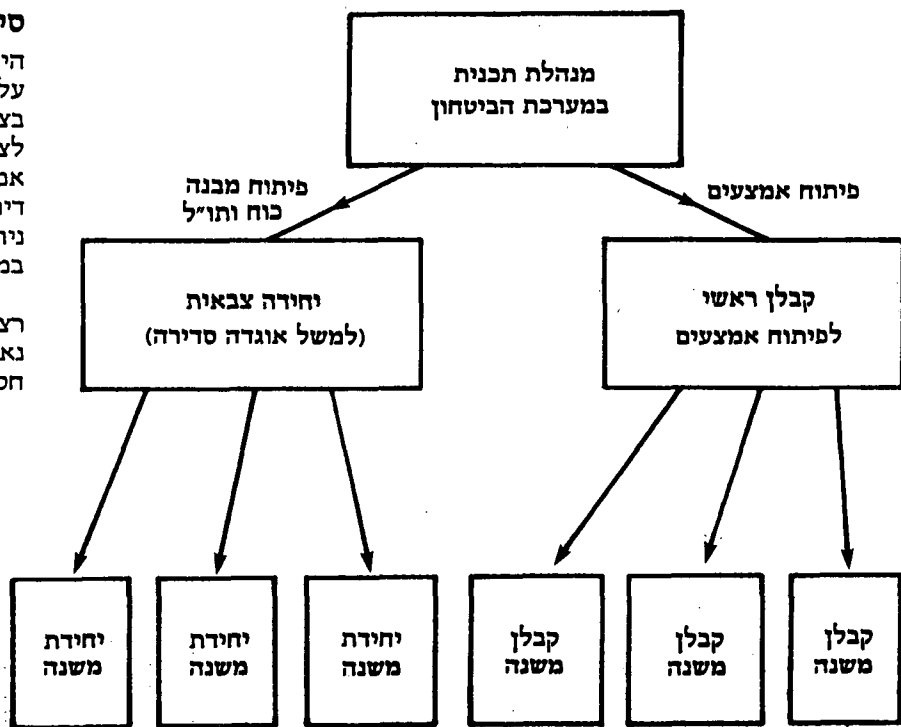 מנהלת תכנית
במערכת הביטחון
פיתוח אמצעים
פיתוח מבנה
כוח ותו״ל
קבלן ראשי
לפיתוח אמצעים
יחידה צבאית
(למשל אוגדה סדירה)
קבלן
משנה
קבלן
משנה
קבלן
משנה
יחידת
משנה
יחידת
משנה
יחידת
משנה